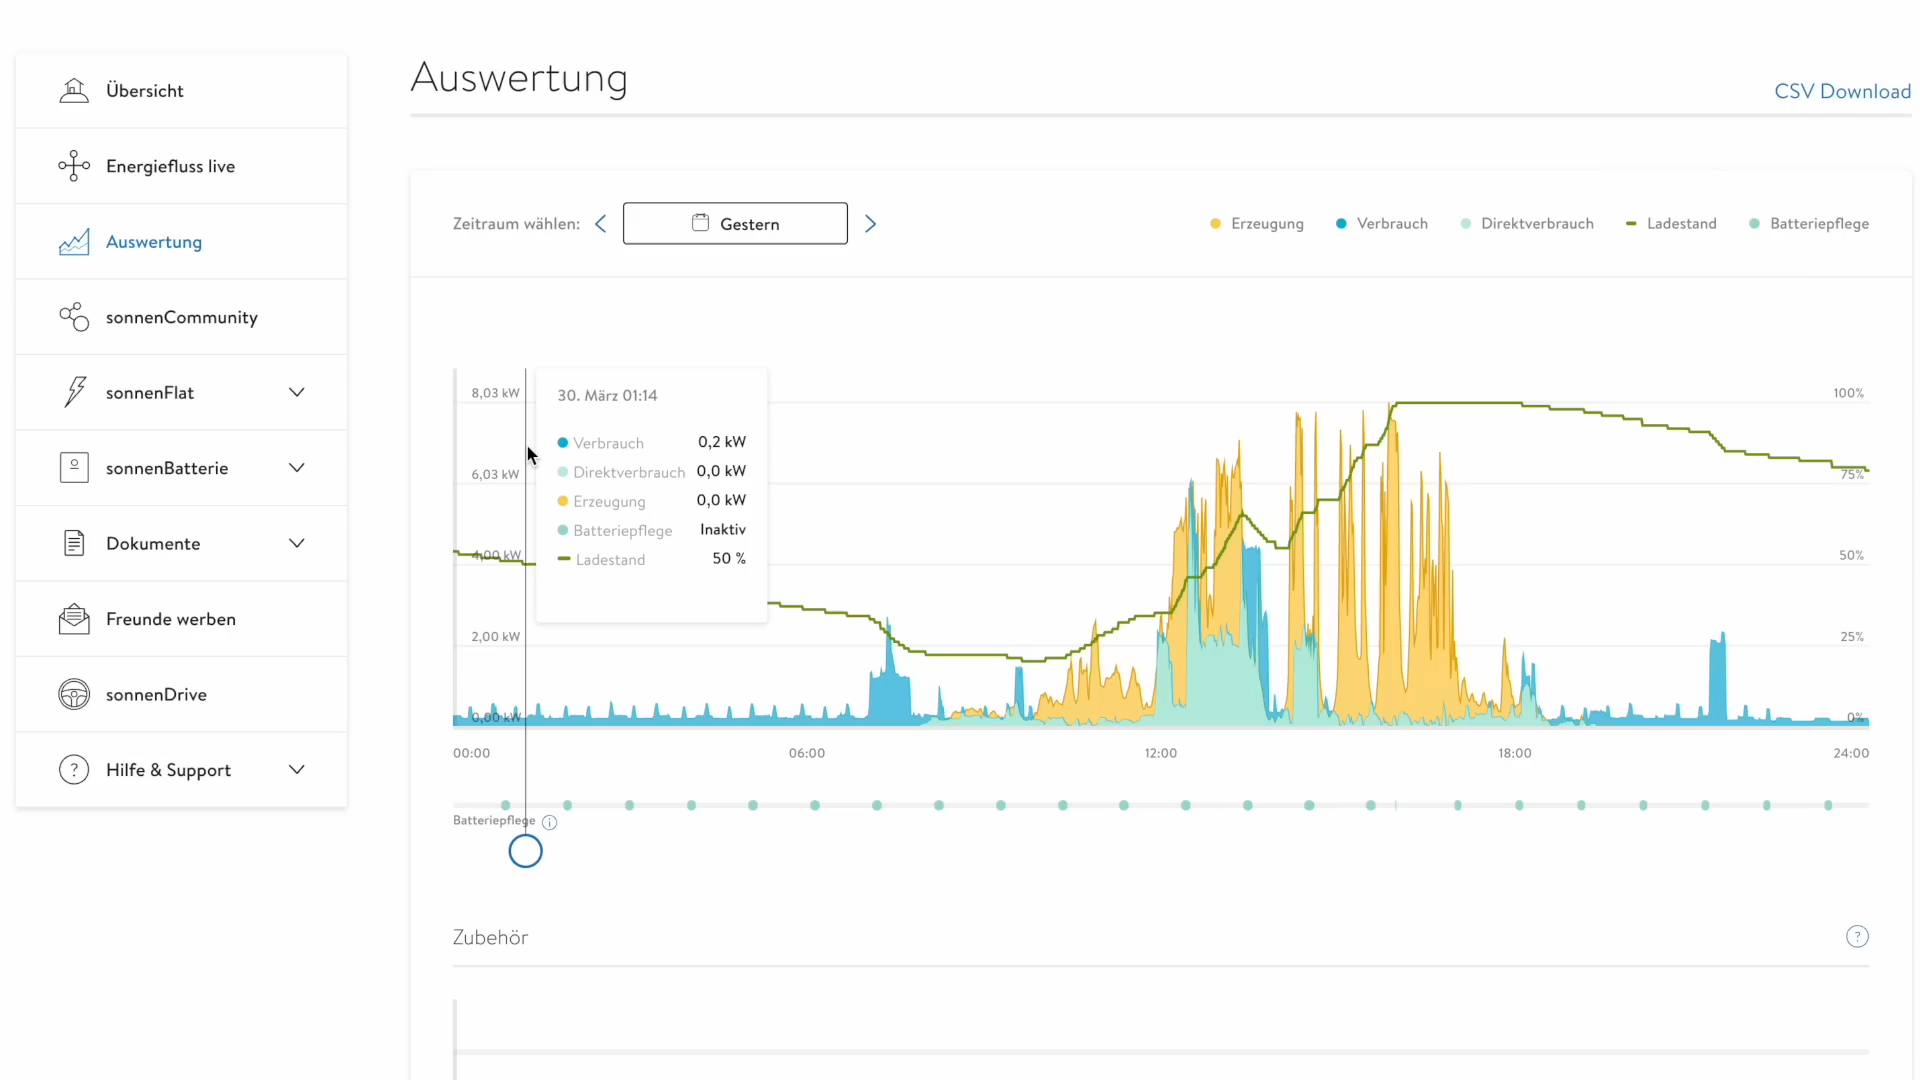 Übersicht
Energiefluss live
Auswertung
sonnenCommunity
sonnenFlat
sonnenBatterie
Dokumente
Freunde werben
sonnenDrive
Hilfe & Support
Auswertung
CSV Download
Zeitraum wählen:
Gestern
Erzeugung
Verbrauch
Direktverbrauch
Ladestand
Batteriepflege
8,03 kW
6,03 kW
4,00 kW
2,00 kW
0,00 kW
30. März 01:14
Verbrauch 0,2 kW
Direktverbrauch 0,0 kW
Erzeugung 0,0 kW
Batteriepflege Inaktiv
Ladestand 50 %
100%
75%
50%
25%
0%
00:00 06:00 12:00 18:00 24:00
Batteriepflege i
Zubehör
?